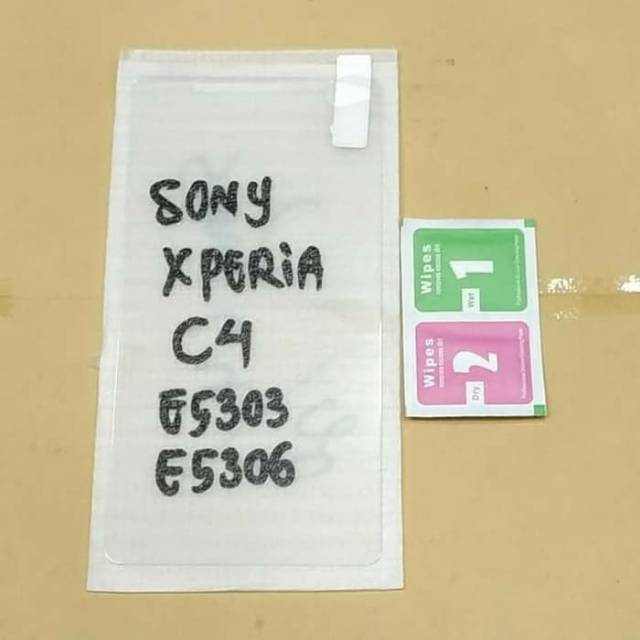 SONY
XPERiA
C4
E5303
E5306
Wipes
1
Wet
Wipes
2
Dry